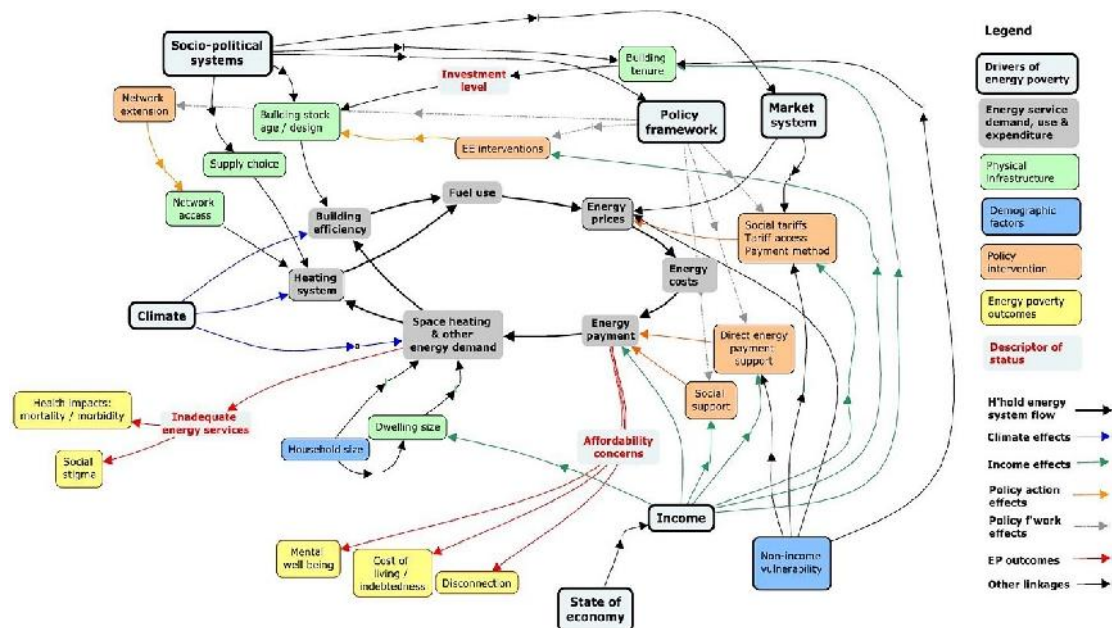 Socio-political
systems
Building
tenure
Investment
level
Network
extension
Building stock
age / design
Policy
framework
Market
system
EE interventions
Supply choice
Network
access
Fuel use
Building
efficiency
Energy
prices
Social tariffs
Tariff access
Payment method
Heating
system
Energy
costs
Climate
Space heating
& other
energy demand
Energy
payment
Direct energy
payment
support
Social
support
Health impacts:
mortality / morbidity
Inadequate
energy services
Social
stigma
Dwelling size
Household size
Affordability
concerns
Income
Mental
well being
Cost of
living /
indebtedness
Disconnection
Non-income
vulnerability
State of
economy
Legend
Drivers of
energy poverty
Energy service
demand, use &
expenditure
Physical
Infrastructure
Demographic
factors
Policy
intervention
Energy poverty
outcomes
Descriptor of
status
H'hold energy
system flow
Climate effects
Income effects
Policy action
effects
Policy f'work
effects
EP outcomes
Other linkages